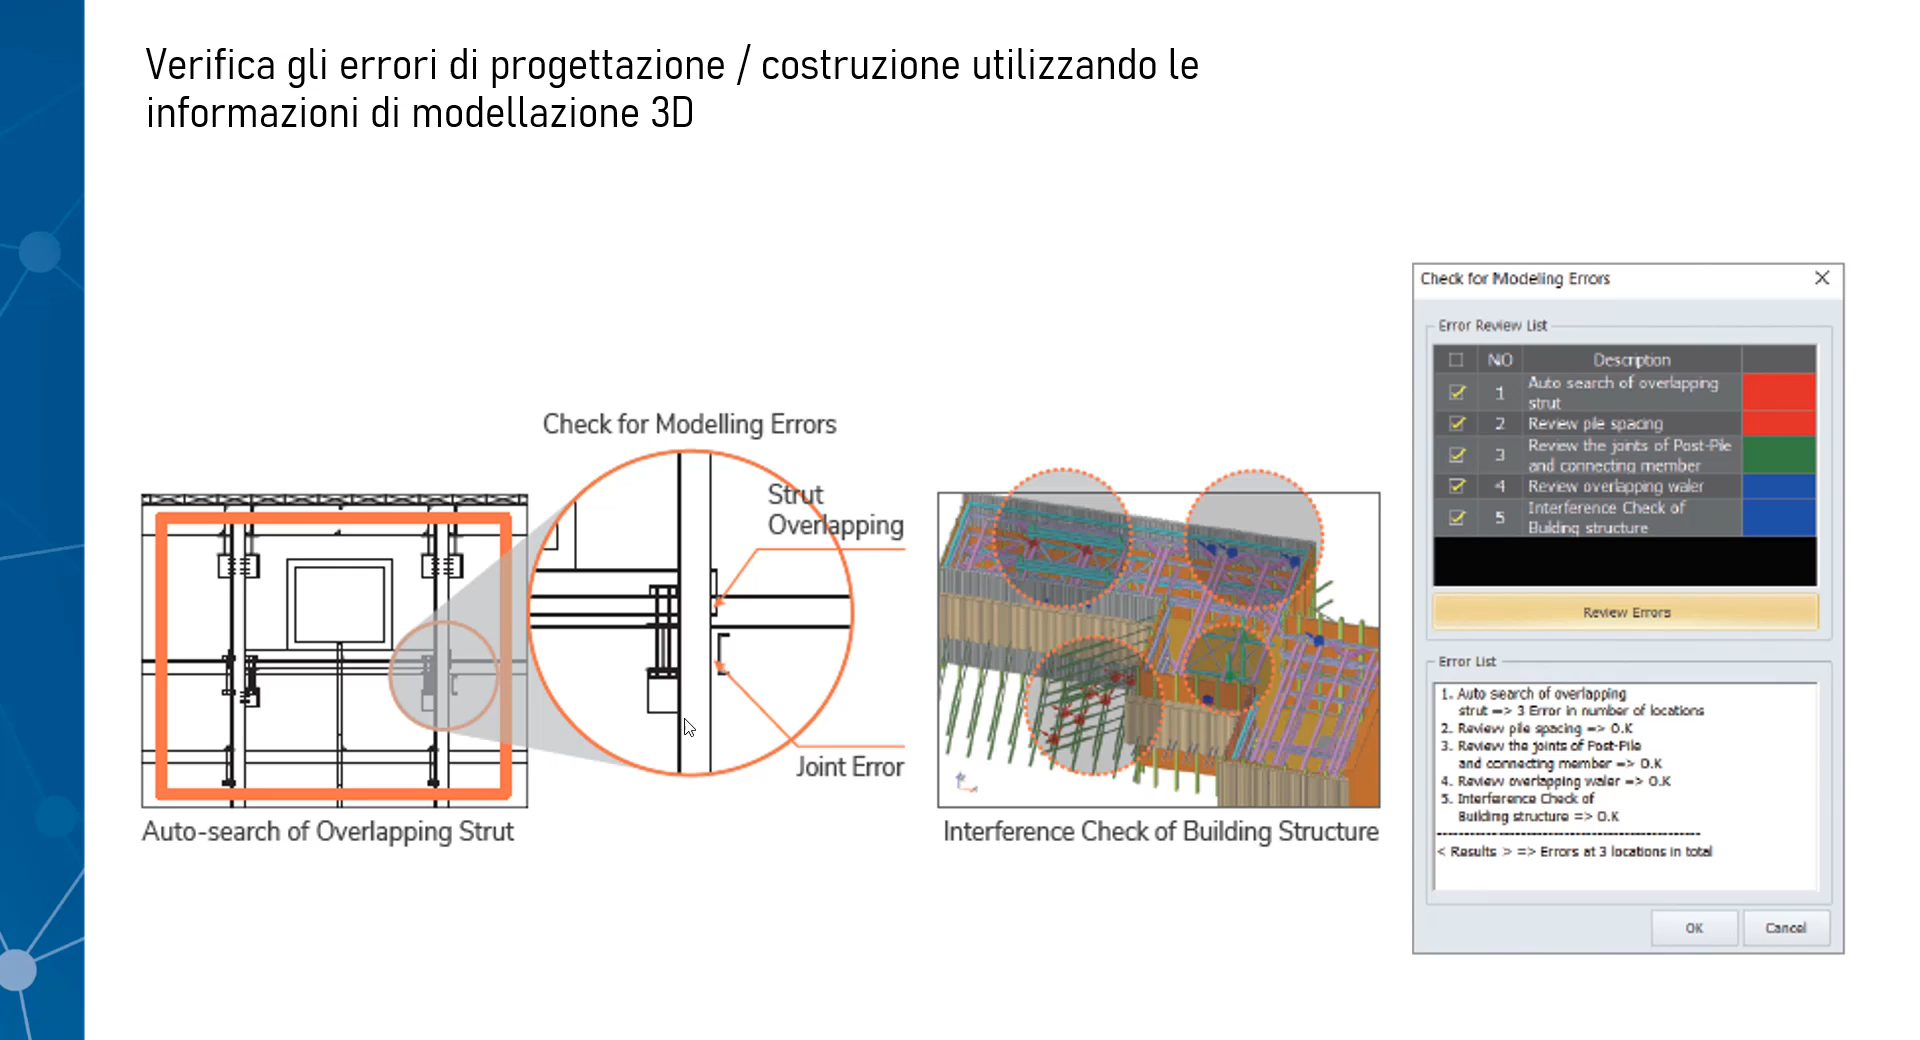 Verifica gli errori di progettazione / costruzione utilizzando le
informazioni di modellazione 3D
Check for Modelling Errors
Strut
Overlapping
Joint Error
Auto-search of Overlapping Strut
Interference Check of Building Structure
Check for Modeling Errors
Error Review List
NO Description
1 Auto search of overlapping
strut
2 Review pile spacing
3 Review the joints of Post-Pile
and connecting member
4 Review overlapping waler
5 Interference Check of
Bulding structure
Review Errors
Error List
1. Auto search of overlapping
strut => 3 Error in number of locations
2. Review pile spacing => O.K
3. Review the joints of Post-Pile
and connecting member => O.K
4. Review overlapping waler => O.K
5. Interference Check of
Building structure => O.K
--------------------------------------------------
< Results > => Errors at 3 locations in total
OK Cancel